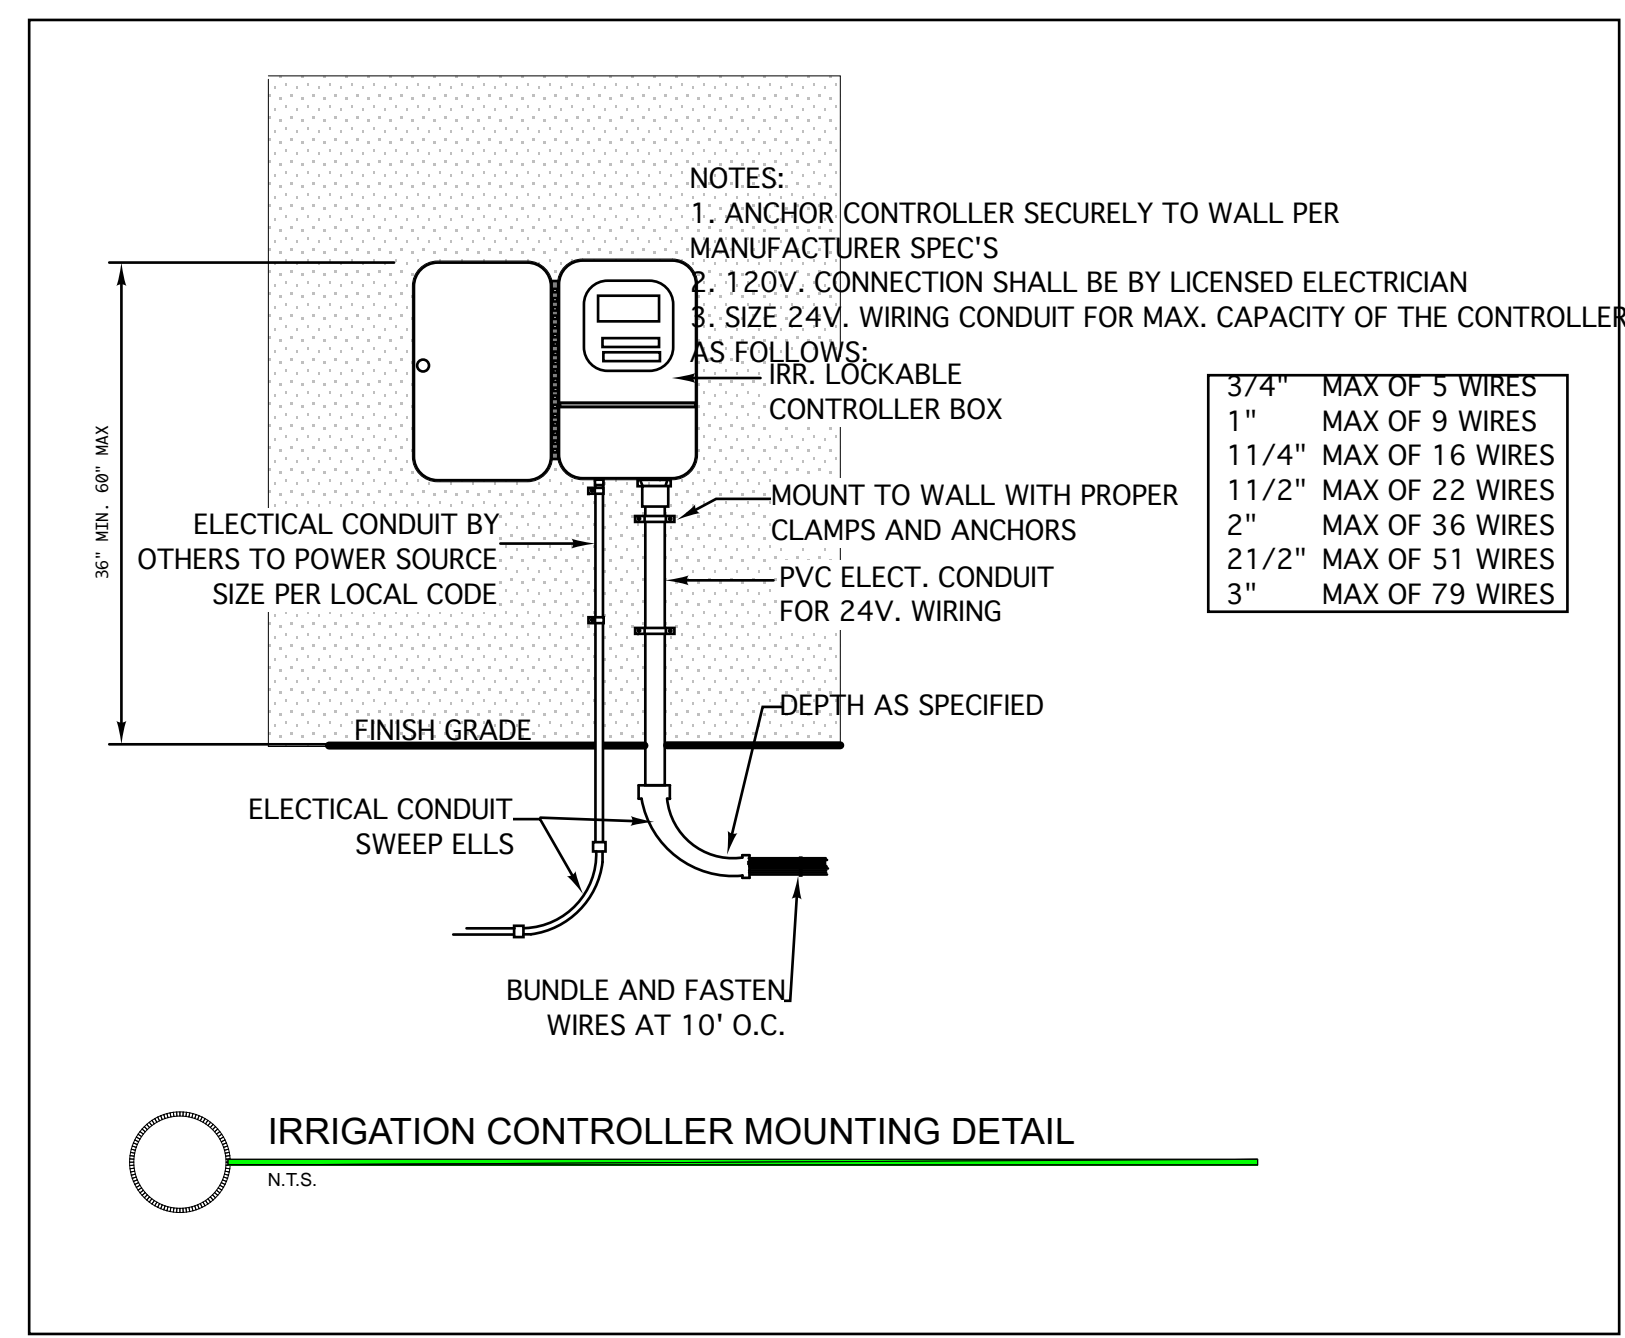 NOTES:
1. ANCHOR CONTROLLER SECURELY TO WALL PER
MANUFACTURER SPEC'S
2. 120V. CONNECTION SHALL BE BY LICENSED ELECTRICIAN
3. SIZE 24V. WIRING CONDUIT FOR MAX. CAPACITY OF THE CONTROLLER
AS FOLLOWS:
3/4" MAX OF 5 WIRES
1" MAX OF 9 WIRES
11/4" MAX OF 16 WIRES
11/2" MAX OF 22 WIRES
2" MAX OF 36 WIRES
21/2" MAX OF 51 WIRES
3" MAX OF 79 WIRES
IRR. LOCKABLE
CONTROLLER BOX
36" MIN. 60" MAX
MOUNT TO WALL WITH PROPER
CLAMPS AND ANCHORS
ELECTICAL CONDUIT BY
OTHERS TO POWER SOURCE
SIZE PER LOCAL CODE
PVC ELECT. CONDUIT
FOR 24V. WIRING
DEPTH AS SPECIFIED
FINISH GRADE
ELECTICAL CONDUIT
SWEEP ELLS
BUNDLE AND FASTEN
WIRES AT 10' O.C.
IRRIGATION CONTROLLER MOUNTING DETAIL
N.T.S.